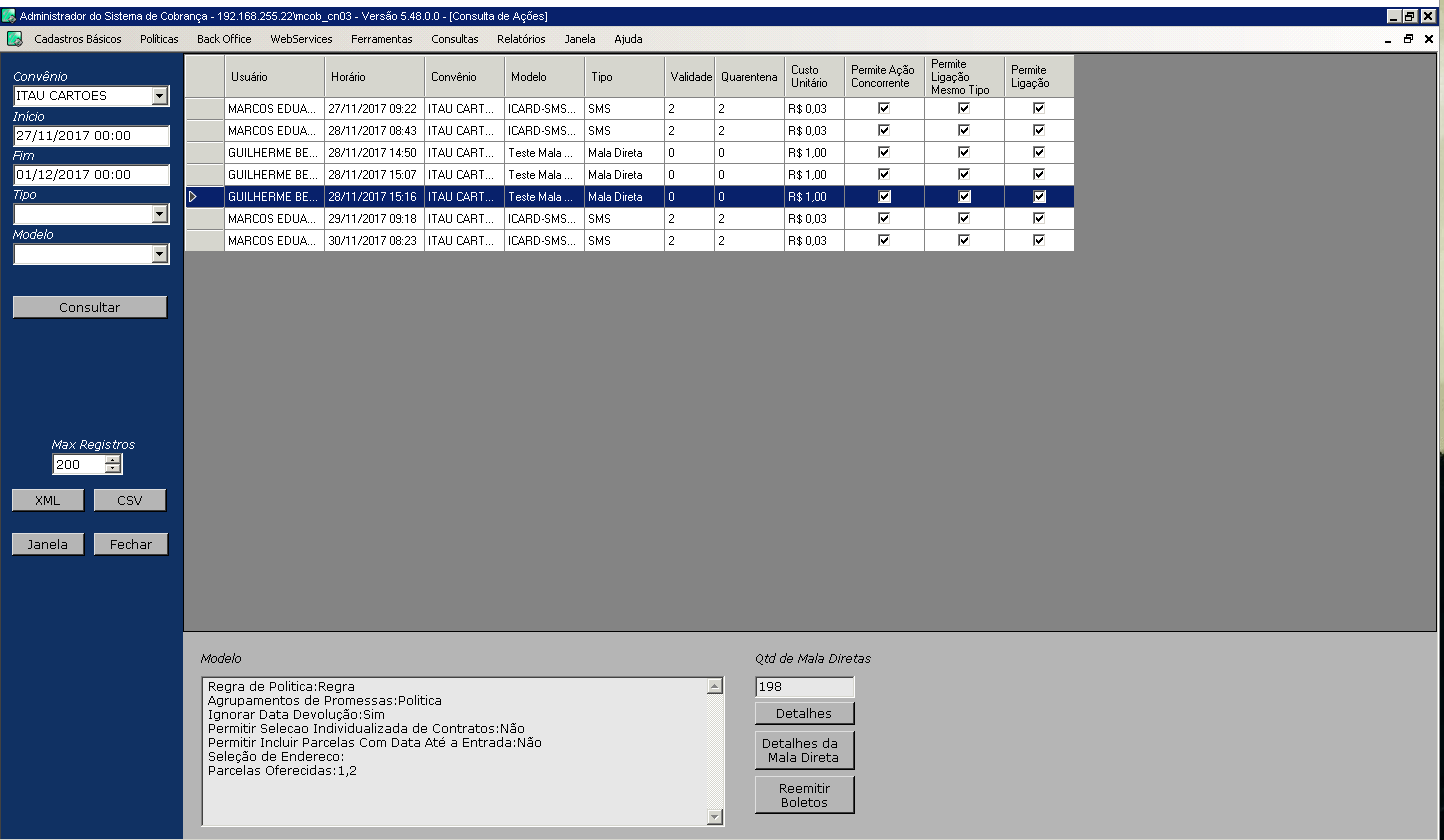 Administrador do Sistema de Cobrança - 192.168.255.22\mcob_cn03 - Versão 5.48.0.0 - [Consulta de Ações]
Cadastros Básicos Políticas Back Office WebServices Ferramentas Consultas Relatórios Janela Ajuda
Convênio
ITAU CARTOES
Inicio
27/11/2017 00:00
Fim
01/12/2017 00:00
Tipo
Modelo
Consultar
Max Registros
200
XML CSV
Janela Fechar
Usuário Horário Convênio Modelo Tipo Validade Quarentena Custo Unitário Permite Ação Concorrente Permite Ligação Mesmo Tipo Permite Ligação
MARCOS EDUA... 27/11/2017 09:22 ITAU CART... ICARD-SMS... SMS 2 2 R$ 0,03
MARCOS EDUA... 28/11/2017 08:43 ITAU CART... ICARD-SMS... SMS 2 2 R$ 0,03
GUILHERME BE... 28/11/2017 14:50 ITAU CART... Teste Mala ... Mala Direta 0 0 R$ 1,00
GUILHERME BE... 28/11/2017 15:07 ITAU CART... Teste Mala ... Mala Direta 0 0 R$ 1,00
GUILHERME BE... 28/11/2017 15:16 ITAU CART... Teste Mala ... Mala Direta 0 0 R$ 1,00
MARCOS EDUA... 29/11/2017 09:18 ITAU CART... ICARD-SMS... SMS 2 2 R$ 0,03
MARCOS EDUA... 30/11/2017 08:23 ITAU CART... ICARD-SMS... SMS 2 2 R$ 0,03
Modelo
Regra de Politica:Regra
Agrupamentos de Promessas:Politica
Ignorar Data Devolução:Sim
Permitir Selecao Individualizada de Contratos:Não
Permitir Incluir Parcelas Com Data Até a Entrada:Não
Seleção de Endereco:
Parcelas Oferecidas:1,2
Qtd de Mala Diretas
198
Detalhes
Detalhes da
Mala Direta
Reemitir
Boletos